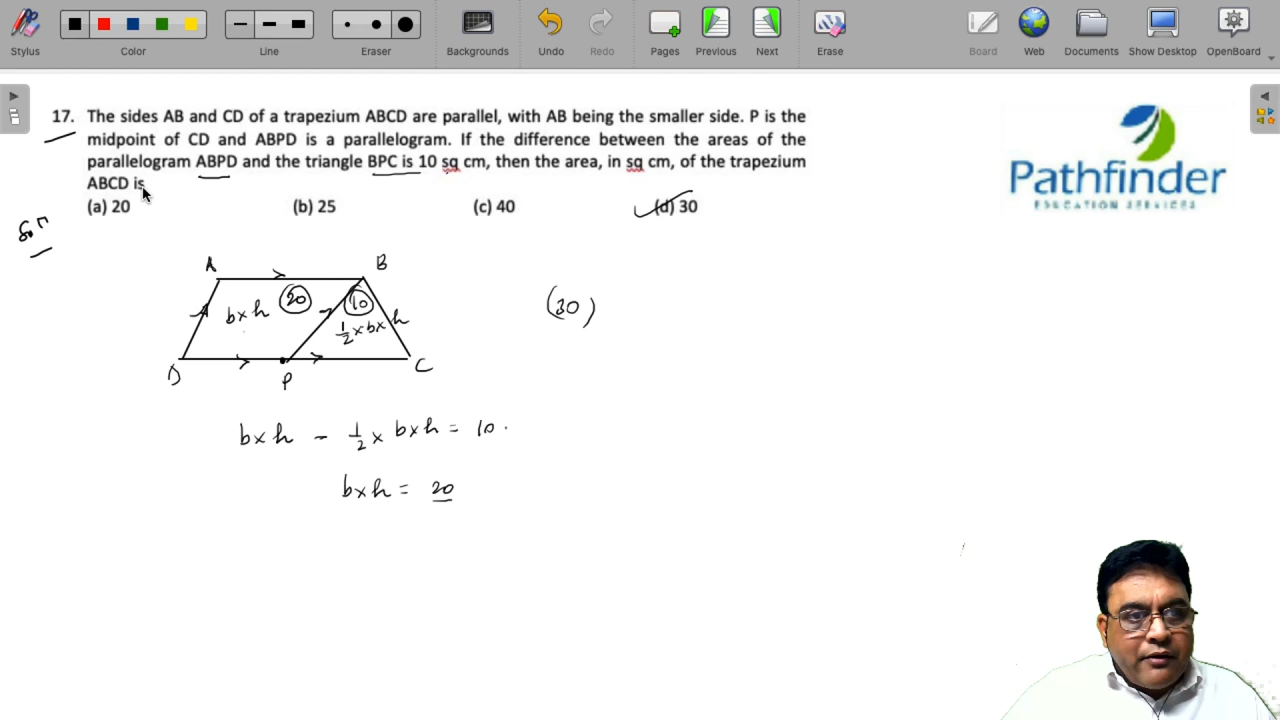 Stylus Color Line Eraser Backgrounds Undo Redo Pages Previous Next Erase Board Web Documents Show Desktop OpenBoard
17. The sides AB and CD of a trapezium ABCD are parallel, with AB being the smaller side. P is the
midpoint of CD and ABPD is a parallelogram. If the difference between the areas of the
parallelogram ABPD and the triangle BPC is 10 sq cm, then the area, in sq cm, of the trapezium
ABCD is
(a) 20 (b) 25 (c) 40 (d) 30
Pathfinder
EDUCATION SERVICES
Soⁿ
A B
b×h 20 10
1/2 × b×h
(30)
D P C
b×h - 1/2 × b×h = 10.
b×h = 20